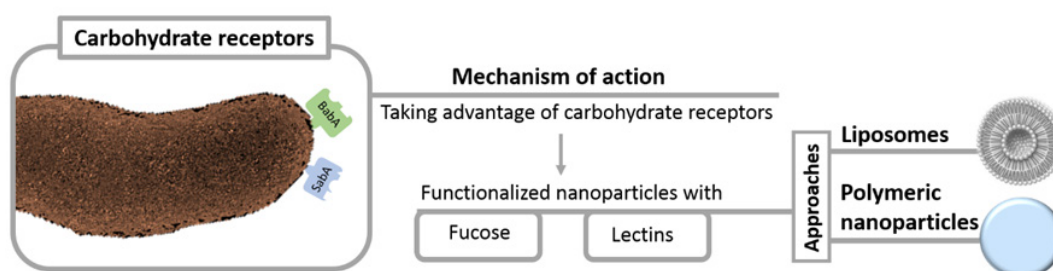 Carbohydrate receptors
BabA
SabA
Mechanism of action
Taking advantage of carbohydrate receptors
Functionalized nanoparticles with
Fucose
Lectins
Approaches
Liposomes
Polymeric
nanoparticles